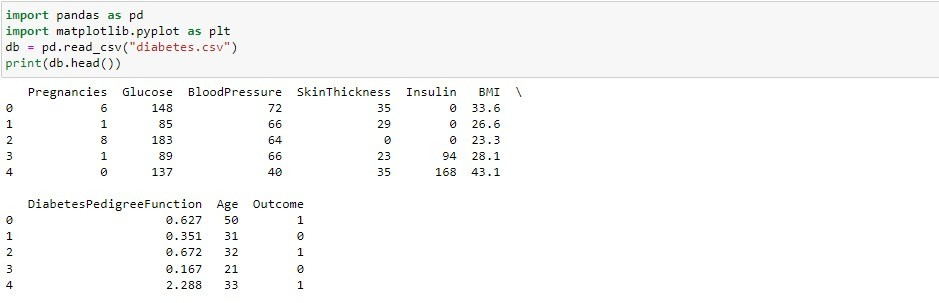 import pandas as pd
import matplotlib.pyplot as plt
db = pd.read_csv("diabetes.csv")
print(db.head())
   Pregnancies  Glucose  BloodPressure  SkinThickness  Insulin   BMI  \
0            6      148             72             35        0  33.6
1            1       85             66             29        0  26.6
2            8      183             64              0        0  23.3
3            1       89             66             23       94  28.1
4            0      137             40             35      168  43.1
   DiabetesPedigreeFunction  Age  Outcome
0                     0.627   50        1
1                     0.351   31        0
2                     0.672   32        1
3                     0.167   21        0
4                     2.288   33        1